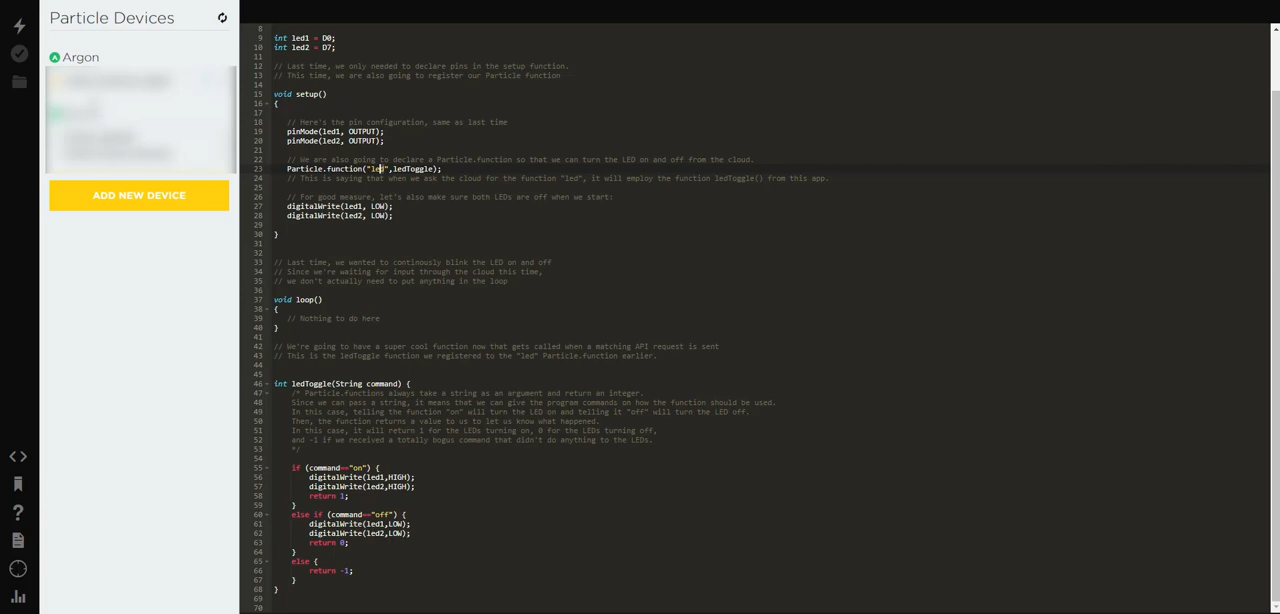 Particle Devices
A Argon
ADD NEW DEVICE
8
9 int led1 = D0;
10 int led2 = D7;
11
12 // Last time, we only needed to declare pins in the setup function.
13 // This time, we are also going to register our Particle function
14
15 void setup()
16 {
17
18 // Here's the pin configuration, same as last time
19 pinMode(led1, OUTPUT);
20 pinMode(led2, OUTPUT);
21
22 // We are also going to declare a Particle.function so that we can turn the LED on and off from the cloud.
23 Particle.function("led",ledToggle);
24 // This is saying that when we ask the cloud for the function "led", it will employ the function ledToggle() from this app.
25
26 // For good measure, let's also make sure both LEDs are off when we start:
27 digitalWrite(led1, LOW);
28 digitalWrite(led2, LOW);
29
30 }
31
32
33 // Last time, we wanted to continously blink the LED on and off
34 // Since we're waiting for input through the cloud this time,
35 // we don't actually need to put anything in the loop
36
37 void loop()
38 {
39 // Nothing to do here
40 }
41
42 // We're going to have a super cool function now that gets called when a matching API request is sent
43 // This is the ledToggle function we registered to the "led" Particle.function earlier.
44
45
46 int ledToggle(String command) {
47 /* Particle.functions always take a string as an argument and return an integer.
48 Since we can pass a string, it means that we can give the program commands on how the function should be used.
49 In this case, telling the function "on" will turn the LED on and telling it "off" will turn the LED off.
50 Then, the function returns a value to us to let us know what happened.
51 In this case, it will return 1 for the LEDs turning on, 0 for the LEDs turning off,
52 and -1 if we received a totally bogus command that didn't do anything to the LEDs.
53 */
54
55 if (command=="on") {
56 digitalWrite(led1,HIGH);
57 digitalWrite(led2,HIGH);
58 return 1;
59 }
60 else if (command=="off") {
61 digitalWrite(led1,LOW);
62 digitalWrite(led2,LOW);
63 return 0;
64 }
65 else {
66 return -1;
67 }
68 }
69
70